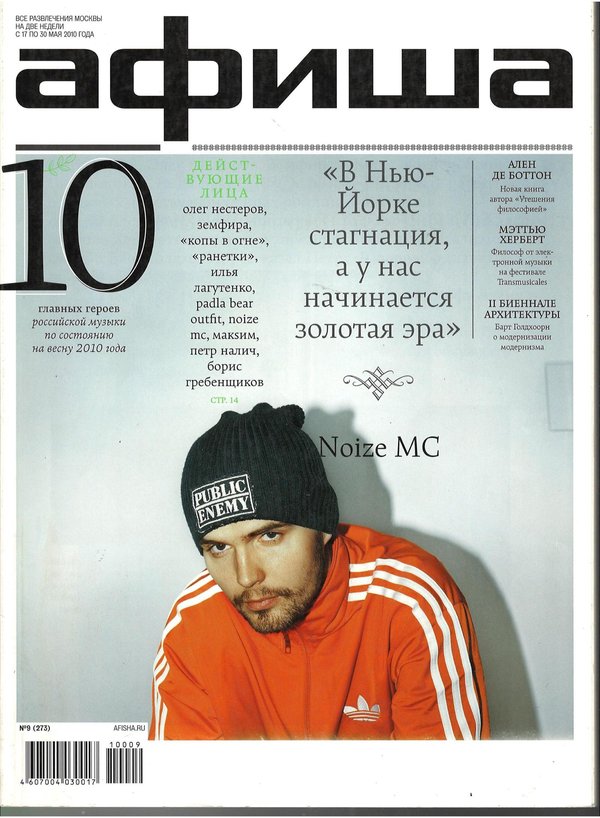 ВСЕ РАЗВЛЕЧЕНИЯ МОСКВЫ
НА ДВЕ НЕДЕЛИ
С 17 ПО 30 МАЯ 2010 ГОДА
афиша
10
главных героев
российской музыки
по состоянию
на весну 2010 года
ДЕЙСТ-
ВУЮЩИЕ
ЛИЦА
олег нестеров,
земфира,
«копы в огне»,
«ранетки»,
илья
лагутенко,
padla bear
outfit, noize
mc, максим,
петр налич,
борис
гребенщиков
СТР. 14
«В Нью-
Йорке
стагнация,
а у нас
начинается
золотая эра»
Noize MC
АЛЕН
ДЕ БОТТОН
Новая книга
автора «Утешения
философией»
МЭТТЬЮ
ХЕРБЕРТ
Философ от элек-
тронной музыки
на фестивале
Transmusicales
II БИЕННАЛЕ
АРХИТЕКТУРЫ
Барт Голдхоорн
о модернизации
модернизма
PUBLIC
ENEMY
adidas
№9 (273)
AFISHA.RU
10009
4 607004 030017